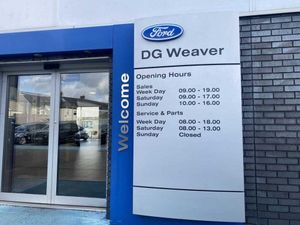 Ford
DG Weaver
Welcome
Opening Hours
Sales
Week Day 09.00 - 19.00
Saturday 09.00 - 17.00
Sunday 10.00 - 16.00
Service & Parts
Week Day 08.00 - 18.00
Saturday 08.00 - 13.00
Sunday Closed